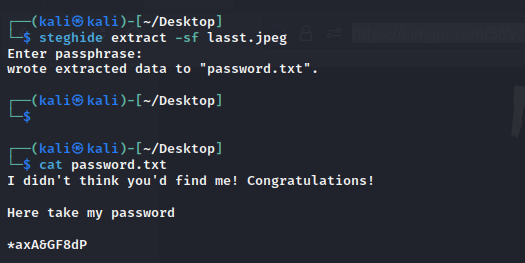 ┌──(kali㉿kali)-[~/Desktop]
└─$ steghide extract -sf lasst.jpeg
Enter passphrase:
wrote extracted data to "password.txt".
┌──(kali㉿kali)-[~/Desktop]
└─$
┌──(kali㉿kali)-[~/Desktop]
└─$ cat password.txt
I didn't think you'd find me! Congratulations!
Here take my password
*axA&GF8dP